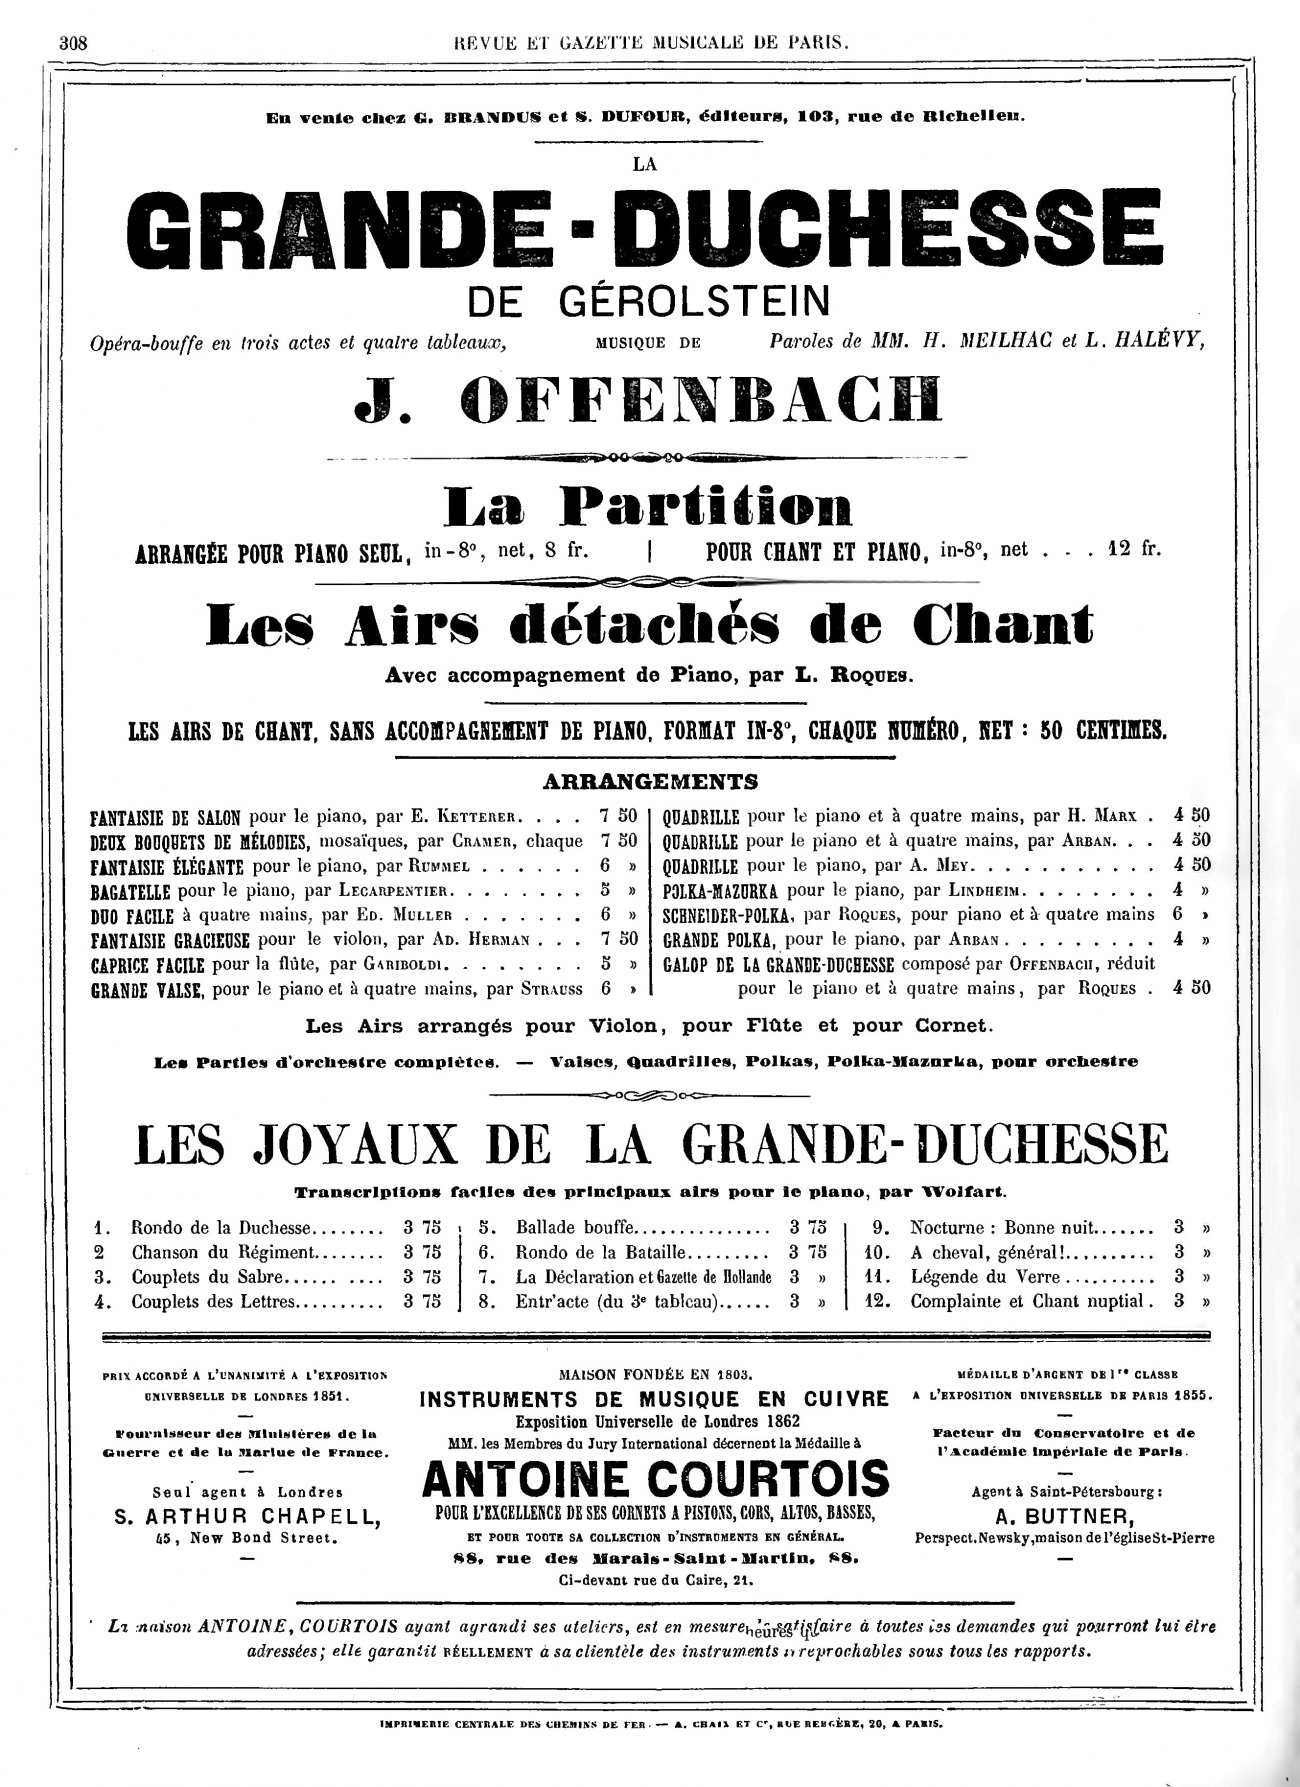 308 REVUE ET GAZETTE MUSICALE DE PARIS.
En vente chez G. BRANDUS et S. DUFOUR, éditeurs, 103, rue de Richelieu.
LA
GRANDE-DUCHESSE
DE GÉROLSTEIN
Opéra-bouffe en trois actes et quatre tableaux, MUSIQUE DE Paroles de MM. H. MEILHAC et L. HALÉVY,
J. OFFENBACH
La Partition
ARRANGÉE POUR PIANO SEUL, in-8º, net, 8 fr. | POUR CHANT ET PIANO, in-8º, net . . . 12 fr.
Les Airs détachés de Chant
Avec accompagnement de Piano, par L. ROQUES.
LES AIRS DE CHANT, SANS ACCOMPAGNEMENT DE PIANO, FORMAT IN-8º, CHAQUE NUMÉRO, NET : 50 CENTIMES.
ARRANGEMENTS
FANTAISIE DE SALON pour le piano, par E. KETTERER. . . . 7 50
DEUX BOUQUETS DE MÉLODIES, mosaïques, par CRAMER, chaque 7 50
FANTAISIE ÉLÉGANTE pour le piano, par RUMMEL . . . . . . 6 »
BAGATELLE pour le piano, par LECARPENTIER. . . . . . . . 5 »
DUO FACILE à quatre mains, par ED. MULLER . . . . . . . 6 »
FANTAISIE GRACIEUSE pour le violon, par AD. HERMAN . . . 7 50
CAPRICE FACILE pour la flûte, par GARIBOLDI. . . . . . . . 5 »
GRANDE VALSE, pour le piano et à quatre mains, par STRAUSS 6 »
QUADRILLE pour le piano et à quatre mains, par H. MARX . 4 50
QUADRILLE pour le piano et à quatre mains, par ARBAN. . . 4 50
QUADRILLE pour le piano, par A. MEY. . . . . . . . . . . 4 50
POLKA-MAZURKA pour le piano, par LINDHEIM. . . . . . . . 4 »
SCHNEIDER-POLKA, par ROQUES, pour piano et à quatre mains 6 »
GRANDE POLKA, pour le piano, par ARBAN . . . . . . . . . 4 »
GALOP DE LA GRANDE-DUCHESSE composé par OFFENBACH, réduit
pour le piano et à quatre mains, par ROQUES . 4 50
Les Airs arrangés pour Violon, pour Flûte et pour Cornet.
Les Parties d'orchestre complètes. — Valses, Quadrilles, Polkas, Polka-Mazurka, pour orchestre
LES JOYAUX DE LA GRANDE-DUCHESSE
Transcriptions faciles des principaux airs pour le piano, par Wolfart.
1. Rondo de la Duchesse........ 3 75
2 Chanson du Régiment........ 3 75
3. Couplets du Sabre...... .... 3 75
4. Couplets des Lettres.......... 3 75
5. Ballade bouffe.............. 3 75
6. Rondo de la Bataille......... 3 75
7. La Déclaration et Gazette de Hollande 3 »
8. Entr'acte (du 3e tableau)...... 3 »
9. Nocturne : Bonne nuit....... 3 »
10. A cheval, général!.......... 3 »
11. Légende du Verre .......... 3 »
12. Complainte et Chant nuptial . 3 »
PRIX ACCORDÉ A L'UNANIMITÉ A L'EXPOSITION
UNIVERSELLE DE LONDRES 1851.
Fournisseur des Ministères de la
Guerre et de la Marine de France.
Seul agent à Londres
S. ARTHUR CHAPELL,
45, New Bond Street.
MAISON FONDÉE EN 1803.
INSTRUMENTS DE MUSIQUE EN CUIVRE
Exposition Universelle de Londres 1862
MM. les Membres du Jury International décernent la Médaille à
ANTOINE COURTOIS
POUR L'EXCELLENCE DE SES CORNETS A PISTONS, CORS, ALTOS, BASSES,
ET POUR TOUTE SA COLLECTION D'INSTRUMENTS EN GÉNÉRAL.
88, rue des Marais-Saint-Martin, 88.
Ci-devant rue du Caire, 21.
MÉDAILLE D'ARGENT DE 1re CLASSE
A L'EXPOSITION UNIVERSELLE DE PARIS 1855.
Facteur du Conservatoire et de
l'Académie impériale de Paris.
Agent à Saint-Pétersbourg :
A. BUTTNER,
Perspect. Newsky, maison de l'église St-Pierre
La maison ANTOINE, COURTOIS ayant agrandi ses ateliers, est en mesure satisfaire à toutes les demandes qui pourront lui être
adressées; elle garantit RÉELLEMENT à sa clientèle des instruments irréprochables sous tous les rapports.
IMPRIMERIE CENTRALE DES CHEMINS DE FER. — A. CHAIX ET Ce, RUE BERGÈRE, 20, A PARIS.